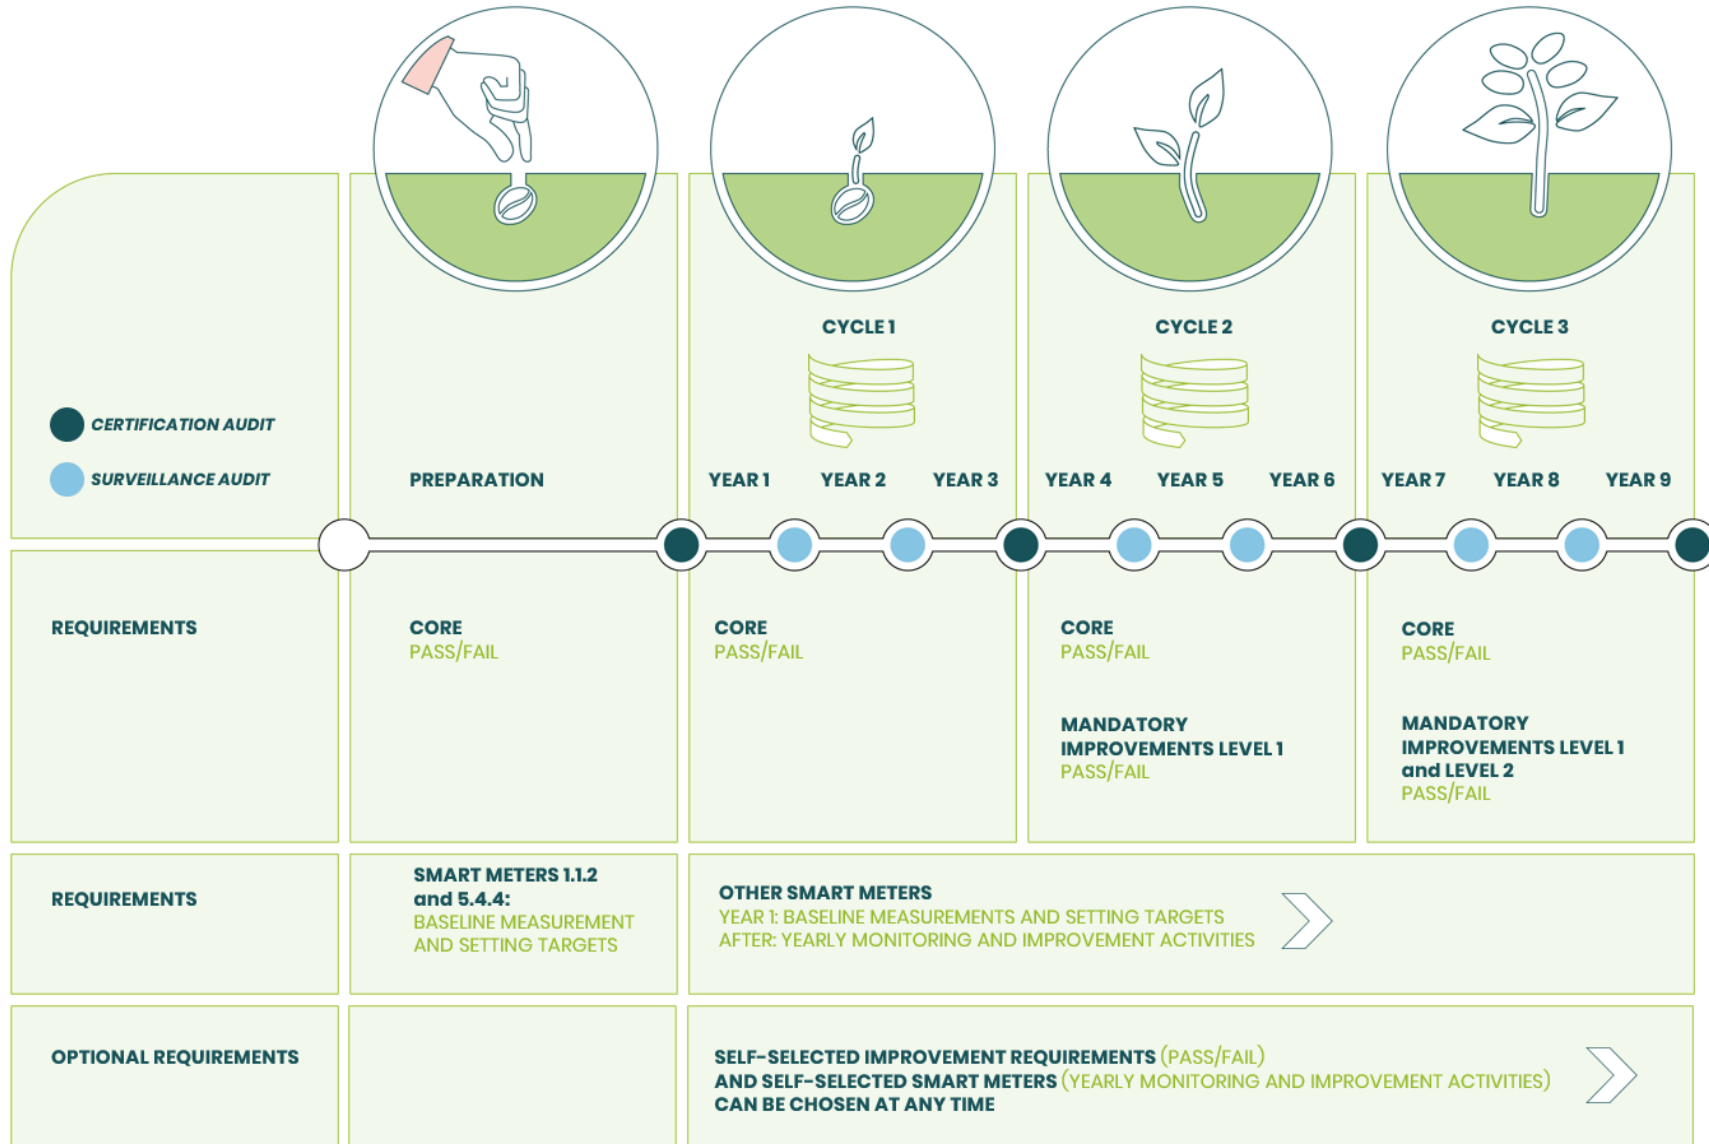 CYCLE 1
CYCLE 2
CYCLE 3
CERTIFICATION AUDIT
SURVEILLANCE AUDIT
PREPARATION
YEAR 1
YEAR 2
YEAR 3
YEAR 4
YEAR 5
YEAR 6
YEAR 7
YEAR 8
YEAR 9
REQUIREMENTS
CORE
PASS/FAIL
CORE
PASS/FAIL
CORE
PASS/FAIL
MANDATORY
IMPROVEMENTS LEVEL 1
PASS/FAIL
CORE
PASS/FAIL
MANDATORY
IMPROVEMENTS LEVEL 1
and LEVEL 2
PASS/FAIL
REQUIREMENTS
SMART METERS 1.1.2
and 5.4.4:
BASELINE MEASUREMENT
AND SETTING TARGETS
OTHER SMART METERS
YEAR 1: BASELINE MEASUREMENTS AND SETTING TARGETS
AFTER: YEARLY MONITORING AND IMPROVEMENT ACTIVITIES
OPTIONAL REQUIREMENTS
SELF-SELECTED IMPROVEMENT REQUIREMENTS (PASS/FAIL)
AND SELF-SELECTED SMART METERS (YEARLY MONITORING AND IMPROVEMENT ACTIVITIES)
CAN BE CHOSEN AT ANY TIME